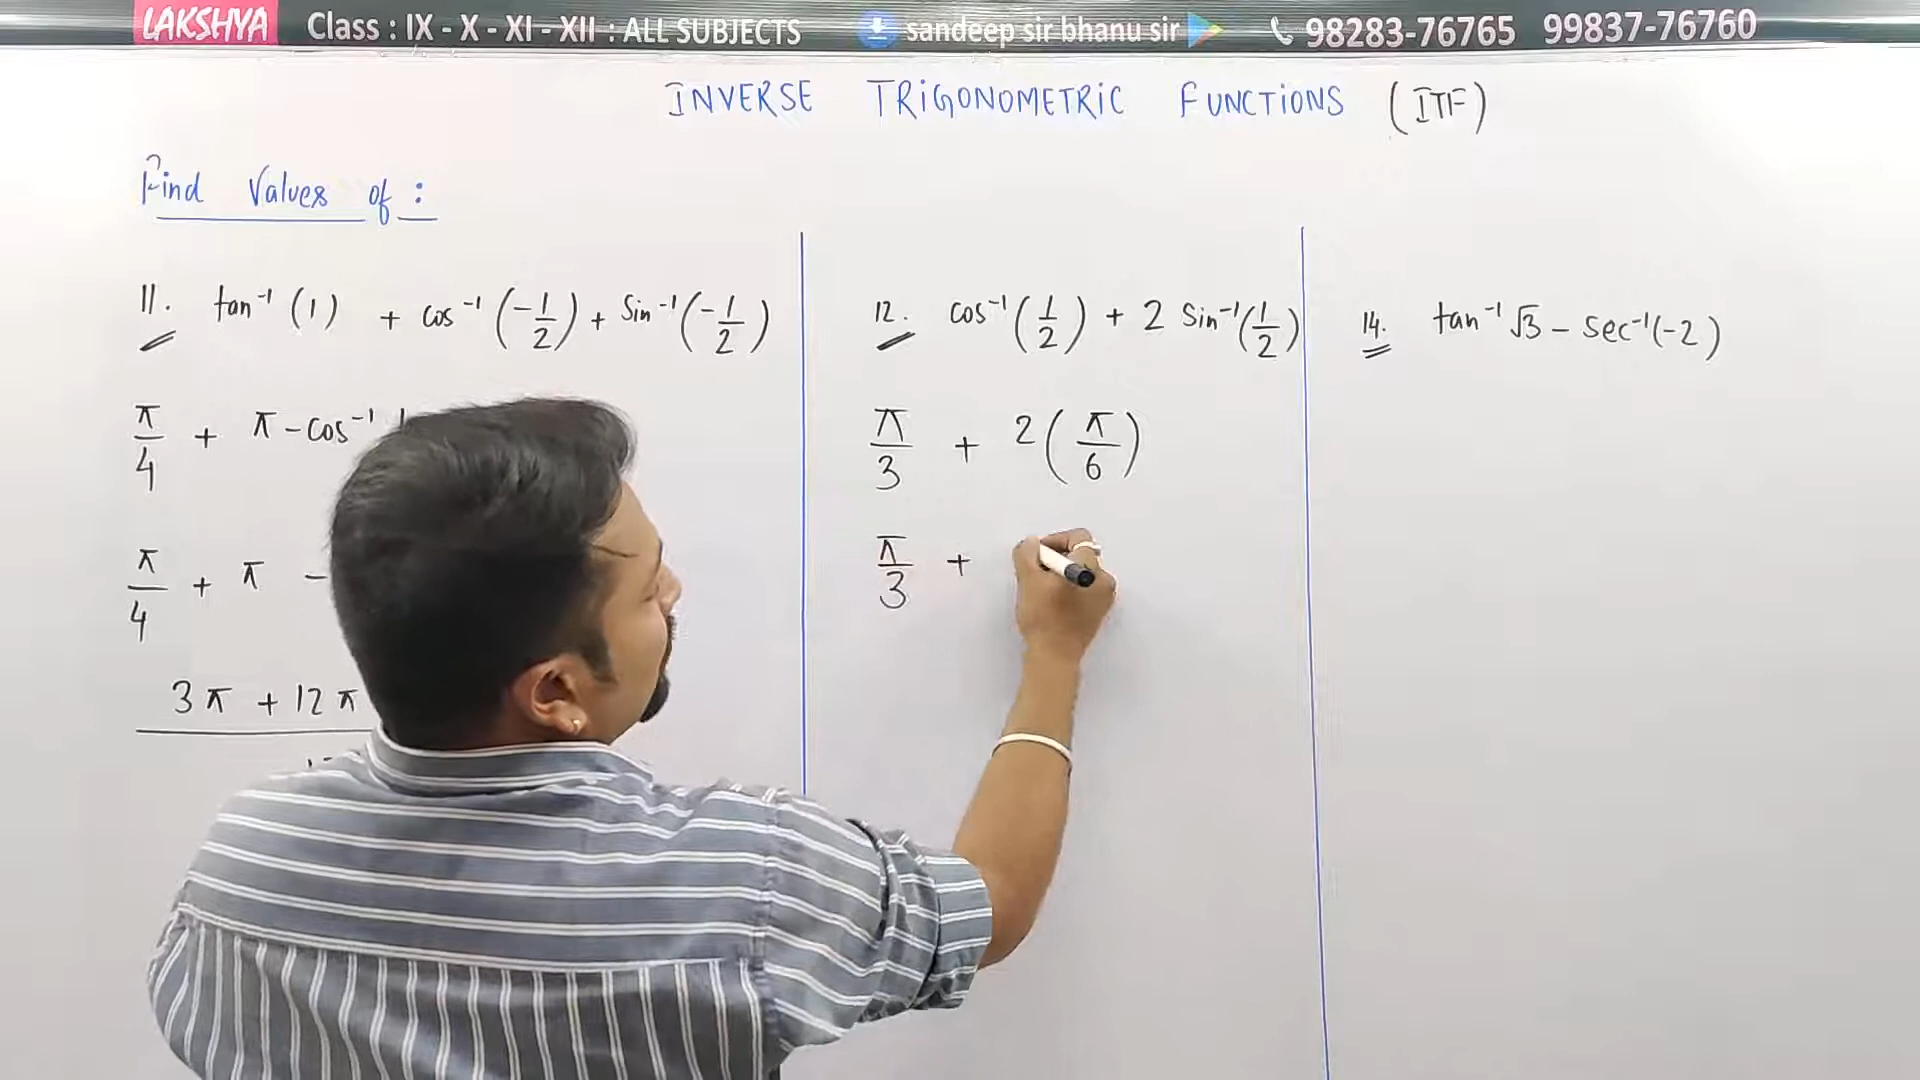 LAKSHYA Class : IX - X - XI - XII : ALL SUBJECTS sandeep sir bhanu sir 98283-76765 99837-76760
INVERSE TRIGONOMETRIC FUNCTIONS (ITF)
Find Values of :
11. tan⁻¹ (1) + cos⁻¹ (-1/2) + Sin⁻¹ (-1/2)
π/4 + π - cos⁻¹
π/4 + π -
3π + 12π
12. cos⁻¹ (1/2) + 2 Sin⁻¹ (1/2)
π/3 + 2 (π/6)
π/3 +
14. tan⁻¹ √3 - Sec⁻¹ (-2)